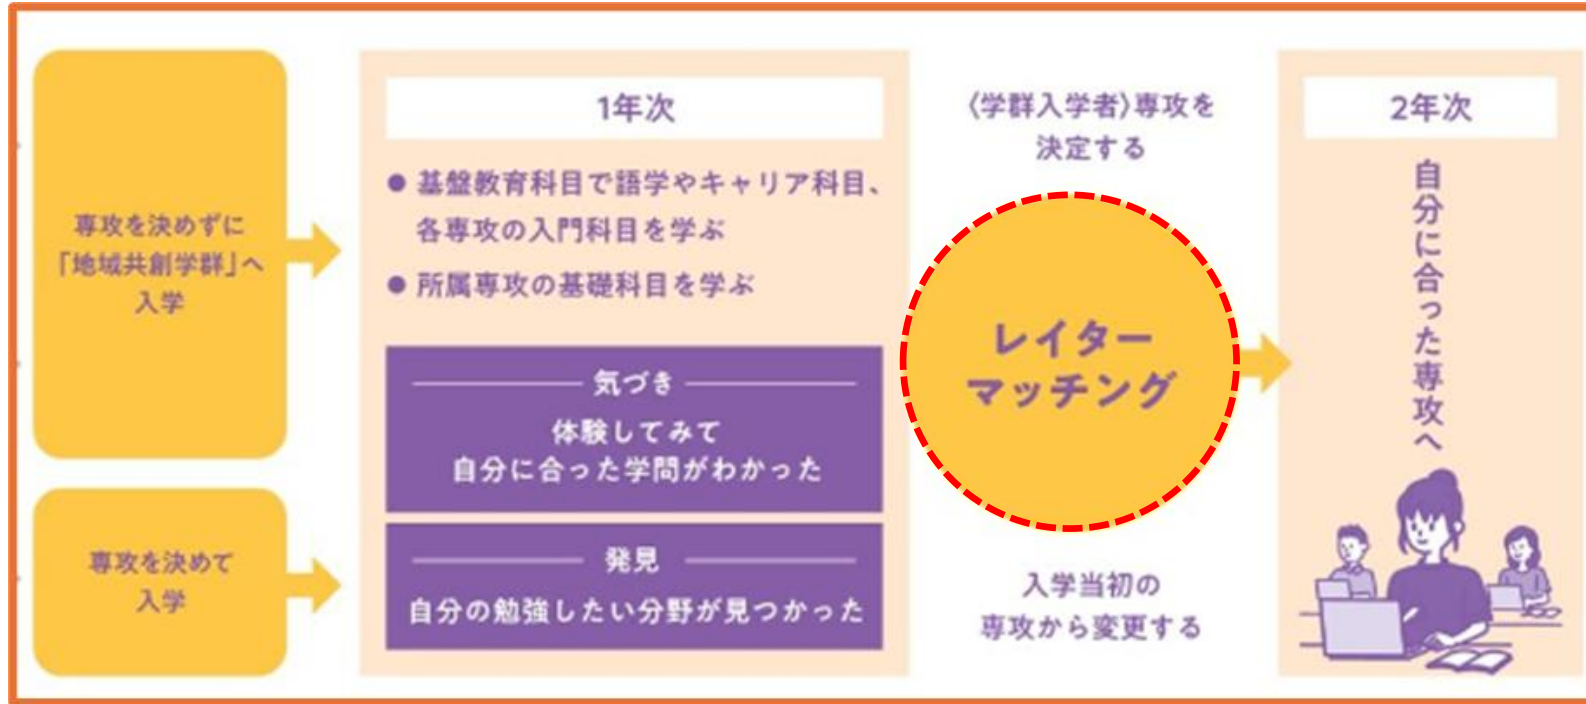 専攻を決めずに
「地域共創学群」へ
入学
専攻を決めて
入学
1年次
● 基盤教育科目で語学やキャリア科目、
各専攻の入門科目を学ぶ
● 所属専攻の基礎科目を学ぶ
気づき
体験してみて
自分に合った学問がわかった
発見
自分の勉強したい分野が見つかった
〈学群入学者〉専攻を
決定する
レイター
マッチング
入学当初の
専攻から変更する
2年次
自分に合った専攻へ